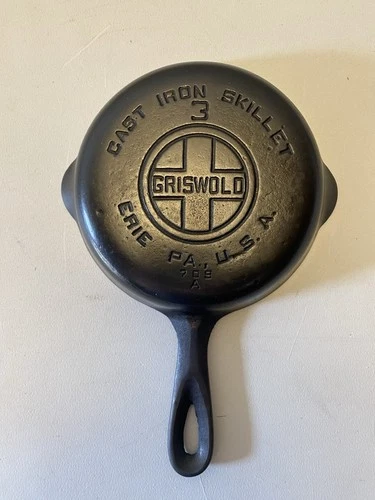 CAST IRON SKILLET
3
GRISWOLD
ERIE PA., U.S.A.
709
A